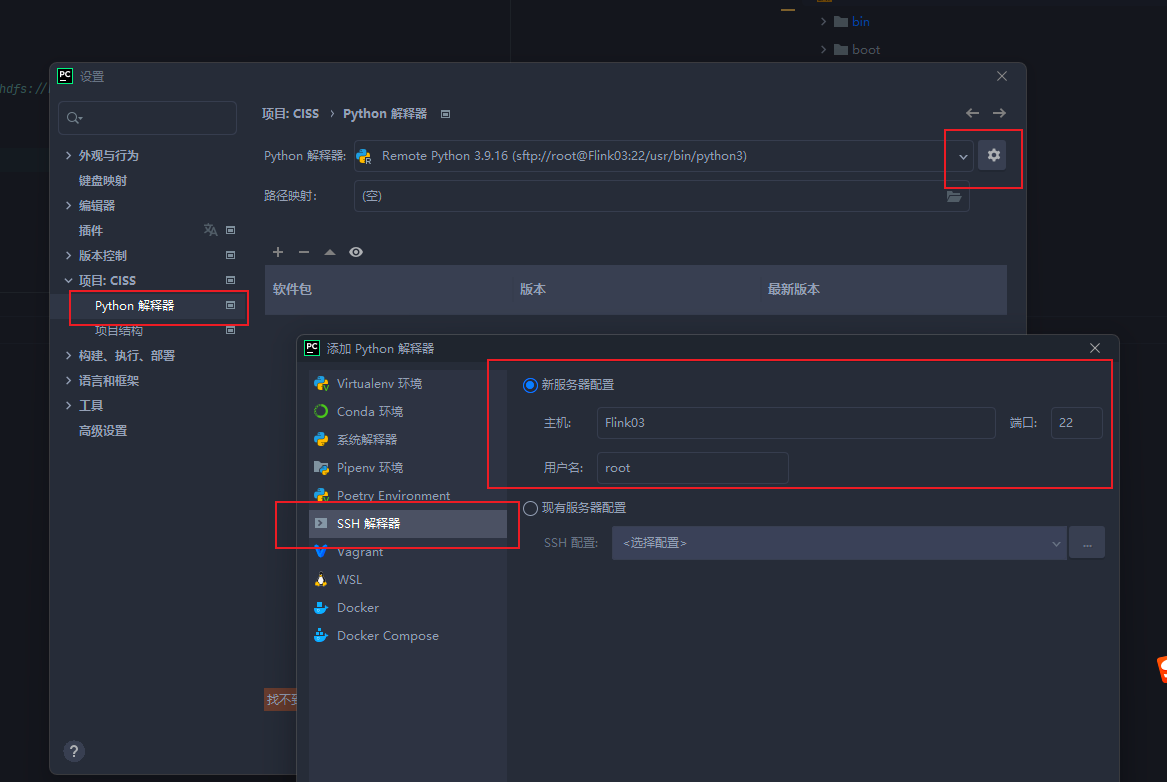 bin
boot
hdfs://
PC 设置
项目: CISS › Python 解释器
外观与行为
键盘映射
编辑器
插件
版本控制
项目: CISS
Python 解释器
项目结构
构建、执行、部署
语言和框架
工具
高级设置
Python 解释器: Remote Python 3.9.16 (sftp://root@Flink03:22/usr/bin/python3)
路径映射: (空)
软件包 版本 最新版本
找不到
?
PC 添加 Python 解释器
Virtualenv 环境
Conda 环境
系统解释器
Pipenv 环境
Poetry Environment
SSH 解释器
Vagrant
WSL
Docker
Docker Compose
新服务器配置
主机: Flink03 端口: 22
用户名: root
现有服务器配置
SSH 配置: <选择配置> ...